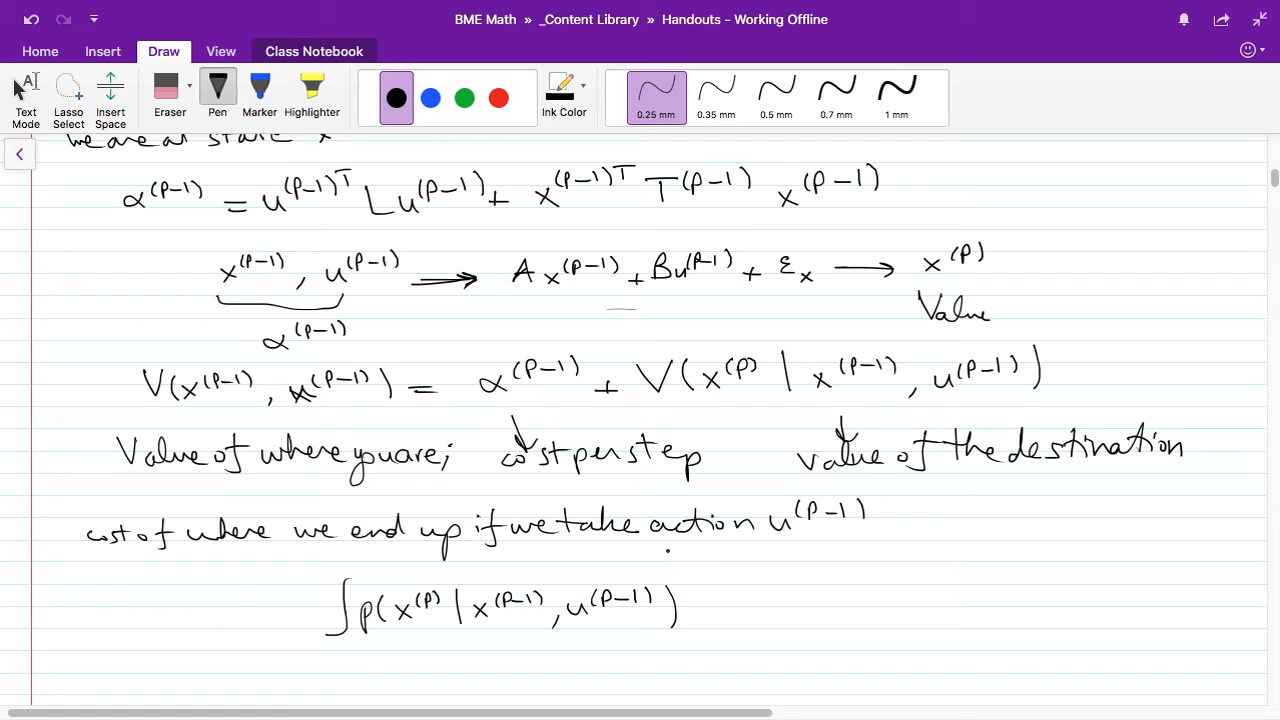 BME Math » _Content Library » Handouts - Working Offline
Home Insert Draw View Class Notebook
Text Mode Lasso Select Insert Space Eraser Pen Marker Highlighter Ink Color 0.25 mm 0.35 mm 0.5 mm 0.7 mm 1 mm
we are at state x
α^(P-1) = u^(P-1)T L u^(P-1) + x^(P-1)T T^(P-1) x^(P-1)
x^(P-1), u^(P-1) ⟹ A x^(P-1) + B u^(P-1) + ε_x ⟶ x^(P)
α^(P-1) Value
V(x^(P-1), u^(P-1)) = α^(P-1) + V(x^(P) | x^(P-1), u^(P-1))
Value of where you are; cost per step value of the destination
cost of where we end up if we take action u^(P-1)
∫ p(x^(P) | x^(P-1), u^(P-1))